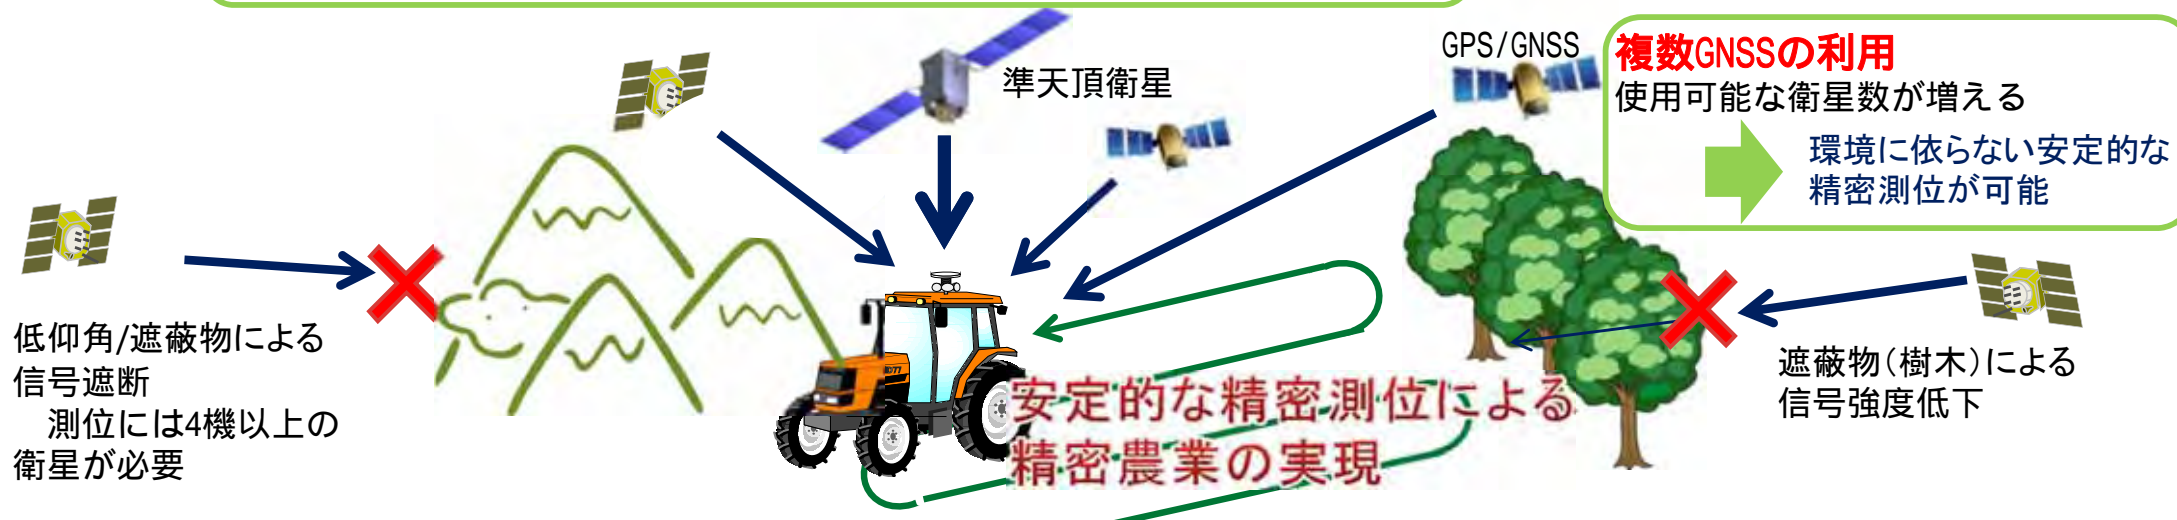 GPS/GNSS
準天頂衛星
複数GNSSの利用
使用可能な衛星数が増える
環境に依らない安定的な
精密測位が可能
低仰角/遮蔽物による
信号遮断
測位には4機以上の
衛星が必要
遮蔽物(樹木)による
信号強度低下
安定的な精密測位による
精密農業の実現